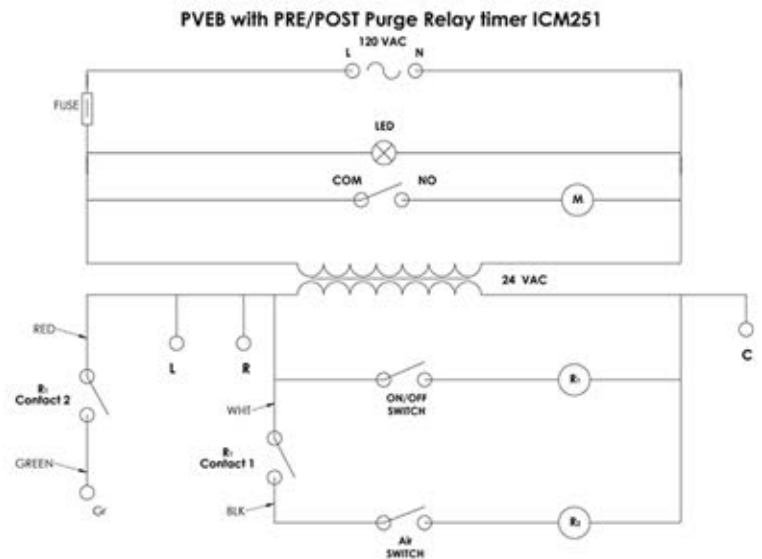 PVEB with PRE/POST Purge Relay timer ICM251
120 VAC
L N
FUSE
LED
COM NO
M
24 VAC
RED
L R C
R₁
Contact 2
ON/OFF
SWITCH
R₁
WHT
R₁
Contact 1
GREEN
Gr
BLK
Air
SWITCH
R₂